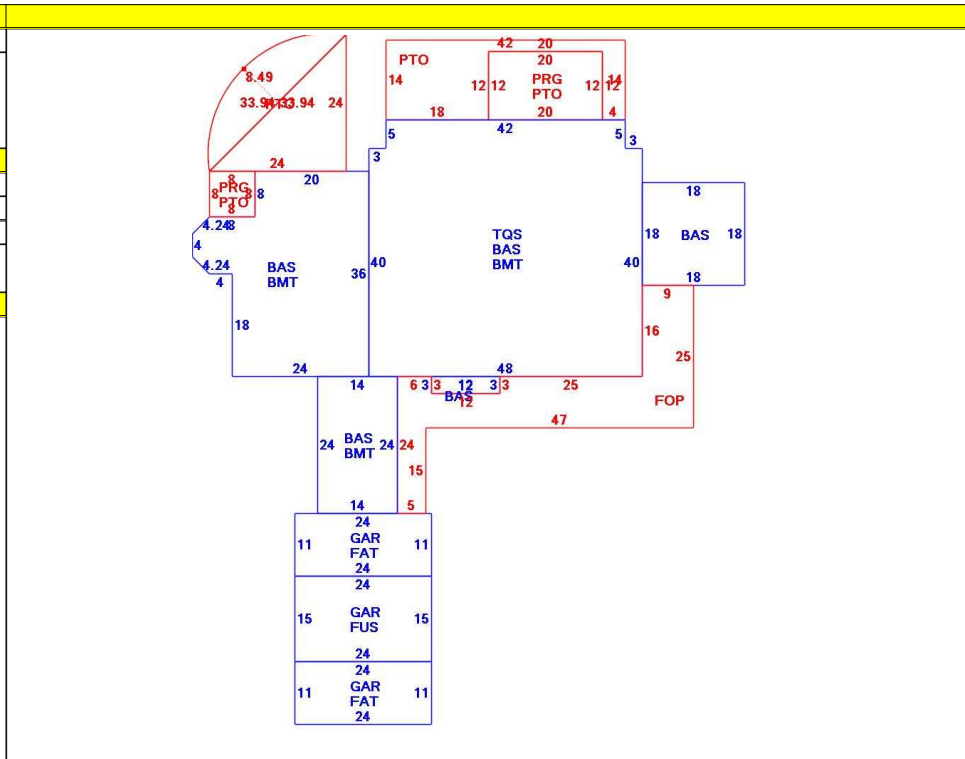 42 20
PTO
20
8.49
14
12 12
PRG
PTO
12 12 14
33.94 33.94 24
PTO
18
20
4
42
5
5
3
3
24
20
8
8 PRG 8 8
PTO
8
18
4.24 8
4
18 BAS 18
TQS
BAS
BMT
4.24
4
BAS
BMT
36 40
40
18
9
18
16
25
24
48
14
6 3 3 12 3 3 25
BAS
12
FOP
47
24 BAS
BMT
24 24
15
14
5
24
11 GAR
FAT
11
24
24
15 GAR
FUS
15
24
24
11 GAR
FAT
11
24